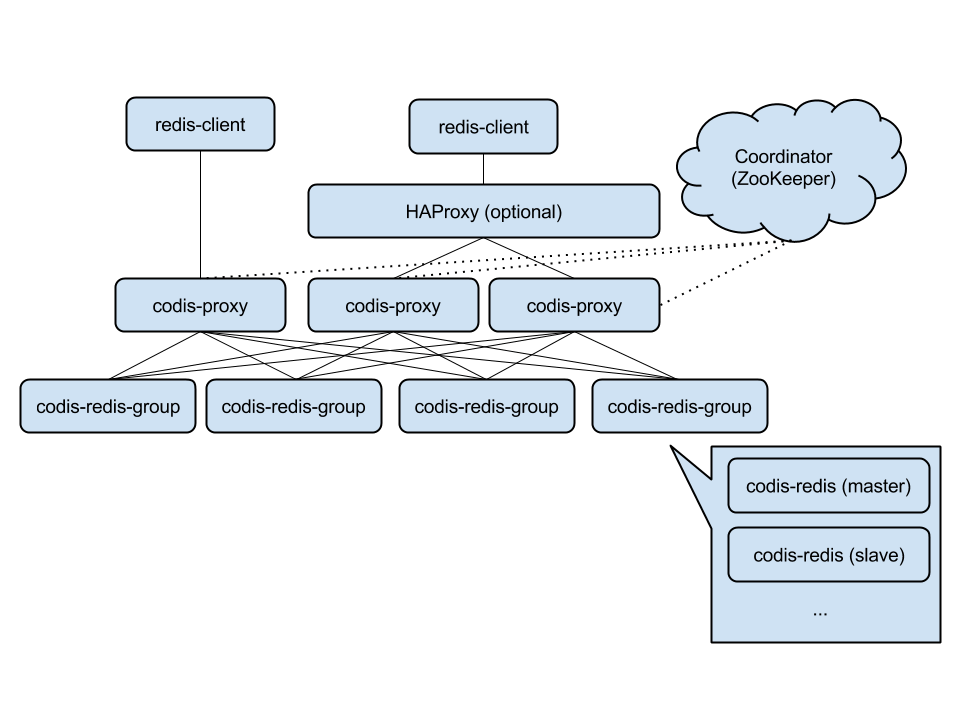 redis-client
redis-client
Coordinator
(ZooKeeper)
HAProxy (optional)
codis-proxy
codis-proxy
codis-proxy
codis-redis-group
codis-redis-group
codis-redis-group
codis-redis-group
codis-redis (master)
codis-redis (slave)
...